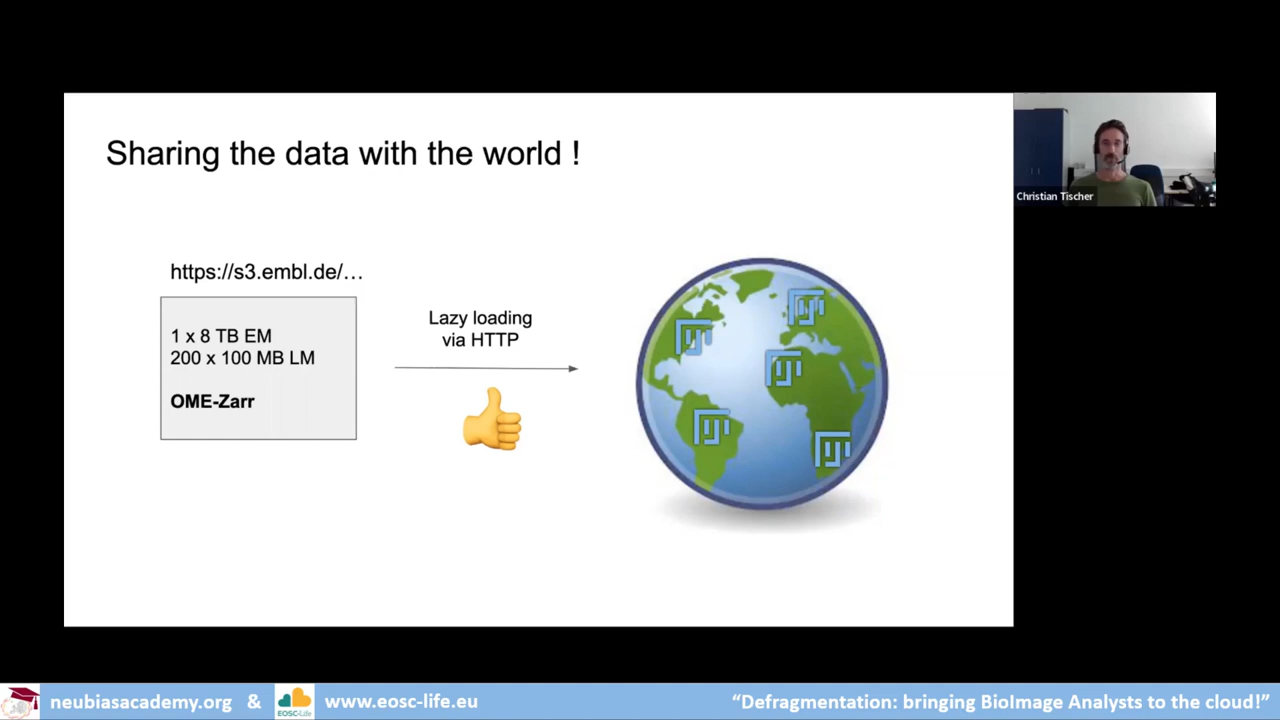 Sharing the data with the world !
https://s3.embl.de/…
1 x 8 TB EM
200 x 100 MB LM
OME-Zarr
Lazy loading
via HTTP
Christian Tischer
neubiasacademy.org & EOSC-Life www.eosc-life.eu
“Defragmentation: bringing BioImage Analysts to the cloud!”